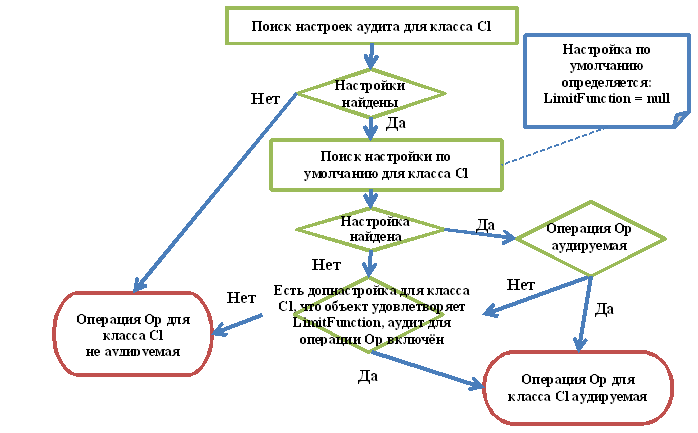 Поиск настроек аудита для класса Cl
Настройка по
умолчанию
определяется:
LimitFunction = null
Настройки
найдены
Нет
Да
Поиск настройки по
умолчанию для класса Cl
Настройка
найдена
Да
Операция Op
аудируемая
Нет
Есть допнастройка для класса
Cl, что объект удовлетворяет
LimitFunction, аудит для
операции Op включён
Нет
Нет
Да
Операция Op для
класса Cl
не аудируемая
Да
Операция Op для
класса Cl аудируемая